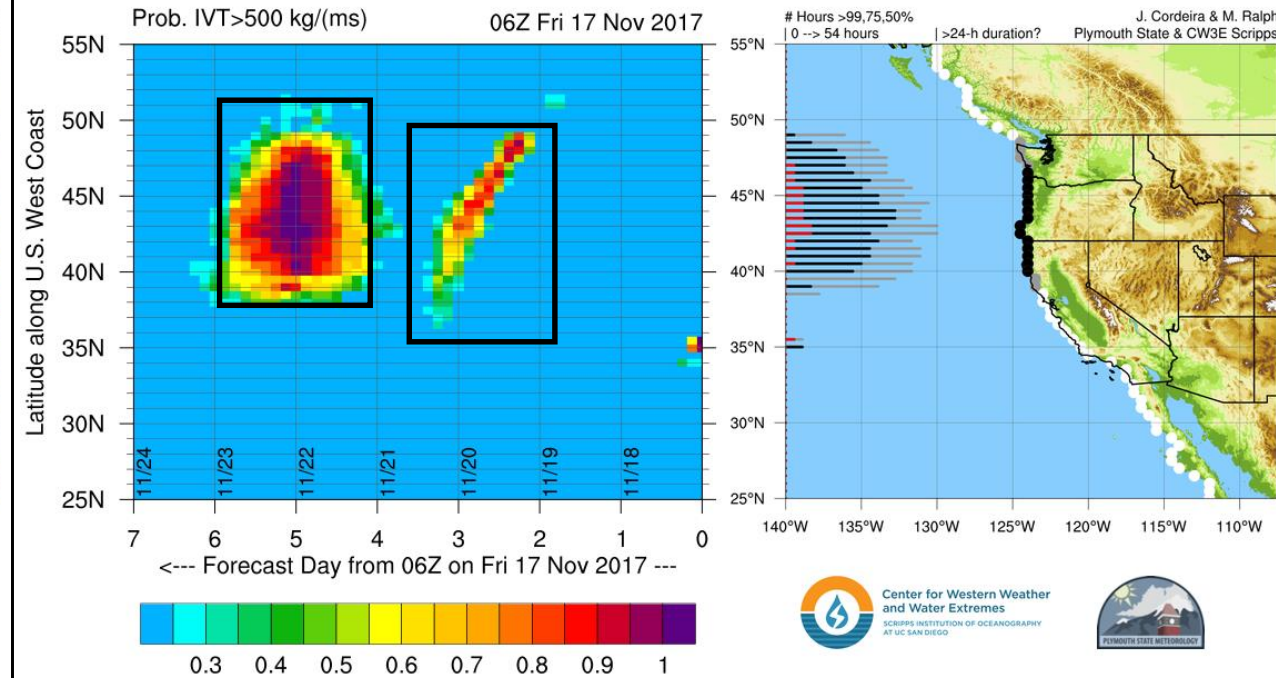 Prob. IVT>500 kg/(ms)
06Z Fri 17 Nov 2017
Latitude along U.S. West Coast
55N
50N
45N
40N
35N
30N
25N
11/24
11/23
11/22
11/21
11/20
11/19
11/18
7 6 5 4 3 2 1 0
<--- Forecast Day from 06Z on Fri 17 Nov 2017 ---
0.3 0.4 0.5 0.6 0.7 0.8 0.9 1
# Hours >99,75,50%
| 0 --> 54 hours
| >24-h duration?
J. Cordeira & M. Ralph
Plymouth State & CW3E Scripps
55°N
50°N
45°N
40°N
35°N
30°N
25°N
140°W 135°W 130°W 125°W 120°W 115°W 110°W
Center for Western Weather
and Water Extremes
SCRIPPS INSTITUTION OF OCEANOGRAPHY
AT UC SAN DIEGO
PLYMOUTH STATE METEOROLOGY